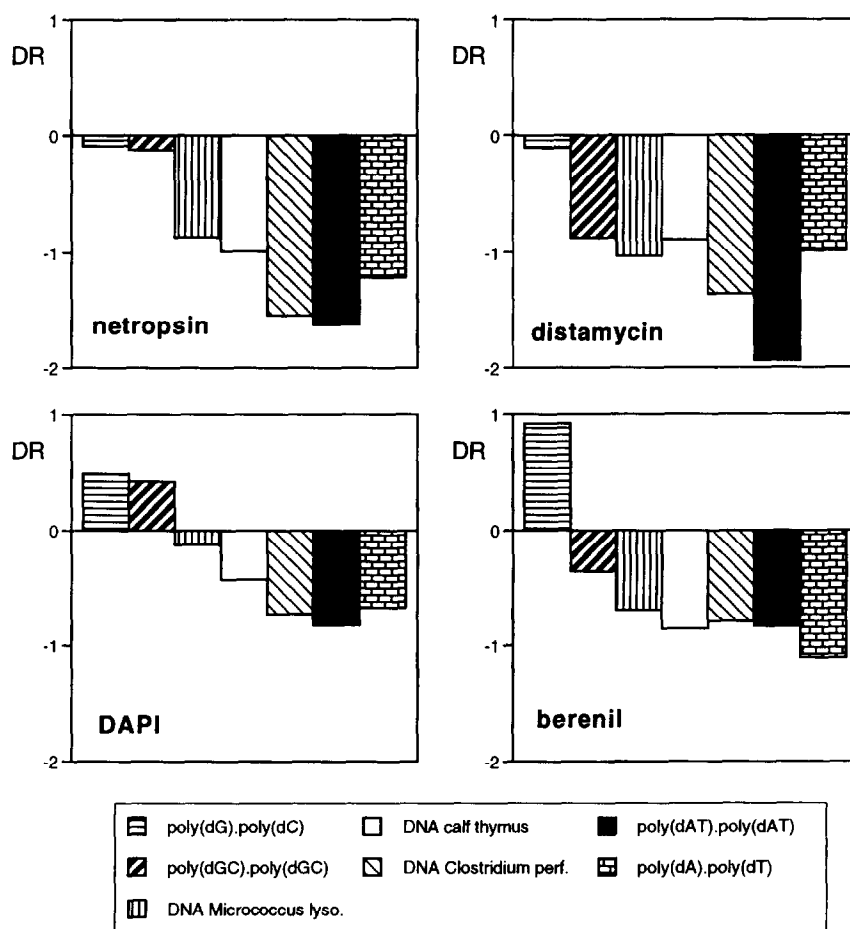 1
DR
0
-1
netropsin
-2
1
DR
0
-1
distamycin
-2
1
DR
0
-1
DAPI
-2
1
DR
0
-1
berenil
-2
poly(dG).poly(dC)
DNA calf thymus
poly(dAT).poly(dAT)
poly(dGC).poly(dGC)
DNA Clostridium perf.
poly(dA).poly(dT)
DNA Micrococcus lyso.